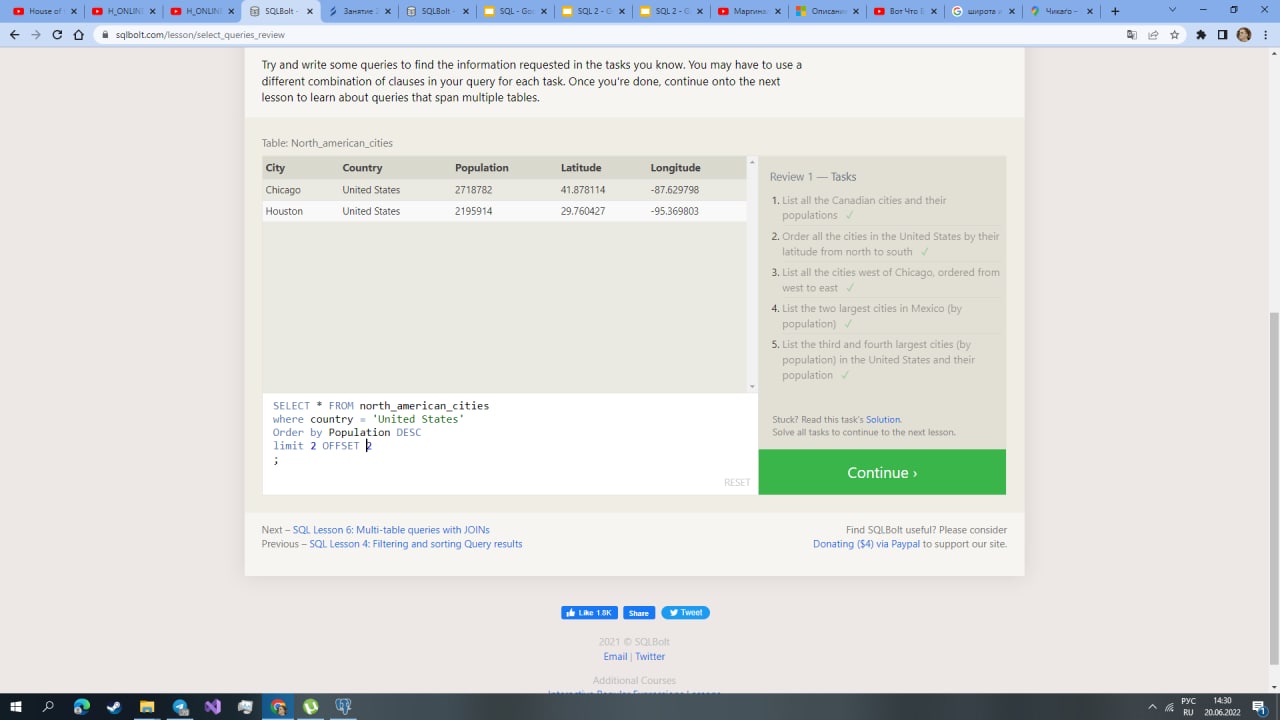 House of
H_ONLINE
H_ONLINE
SQLBolt -
Занятие
SQLBolt -
SQL - Goo
SQL 2 - G
SQL 2 - G
Маргина
Описани
Вот Что
широта и
Чикаго –
sqlbolt.com/lesson/select_queries_review
Try and write some queries to find the information requested in the tasks you know. You may have to use a
different combination of clauses in your query for each task. Once you're done, continue onto the next
lesson to learn about queries that span multiple tables.
Table: North_american_cities
City Country Population Latitude Longitude
Chicago United States 2718782 41.878114 -87.629798
Houston United States 2195914 29.760427 -95.369803
Review 1 — Tasks
1. List all the Canadian cities and their
populations ✓
2. Order all the cities in the United States by their
latitude from north to south ✓
3. List all the cities west of Chicago, ordered from
west to east ✓
4. List the two largest cities in Mexico (by
population) ✓
5. List the third and fourth largest cities (by
population) in the United States and their
population ✓
SELECT * FROM north_american_cities
where country = 'United States'
Order by Population DESC
limit 2 OFFSET 2
;
RESET
Stuck? Read this task's Solution.
Solve all tasks to continue to the next lesson.
Continue ›
Next – SQL Lesson 6: Multi-table queries with JOINs
Previous – SQL Lesson 4: Filtering and sorting Query results
Find SQLBolt useful? Please consider
Donating ($4) via Paypal to support our site.
Like 1.8K Share Tweet
2021 © SQLBolt
Email | Twitter
Additional Courses
Interactive Regular Expressions Lessons
РУС
RU
14:30
20.06.2022
1